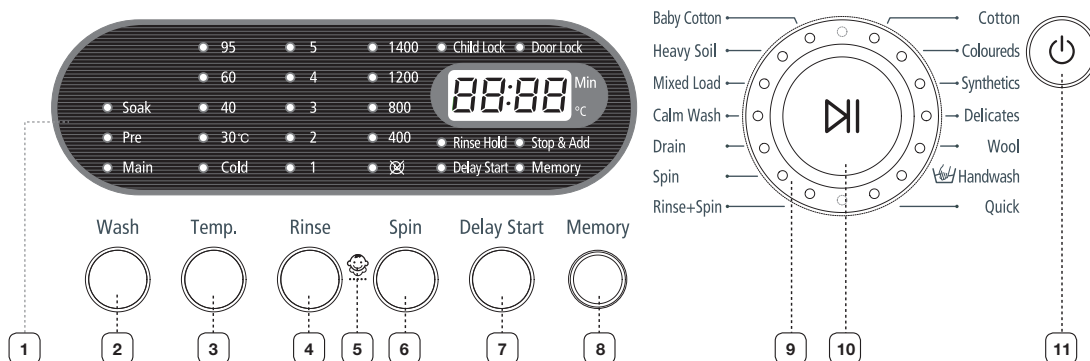 95 5 1400 Child Lock Door Lock
60 4 1200 88:88 Min
Soak 40 3 800 °C
Pre 30°C 2 400 Rinse Hold Stop & Add
Main Cold 1 Delay Start Memory
Wash Temp. Rinse Spin Delay Start Memory
Baby Cotton Cotton
Heavy Soil Coloureds
Mixed Load Synthetics
Calm Wash Delicates
Drain Wool
Spin Handwash
Rinse+Spin Quick
1 2 3 4 5 6 7 8 9 10 11